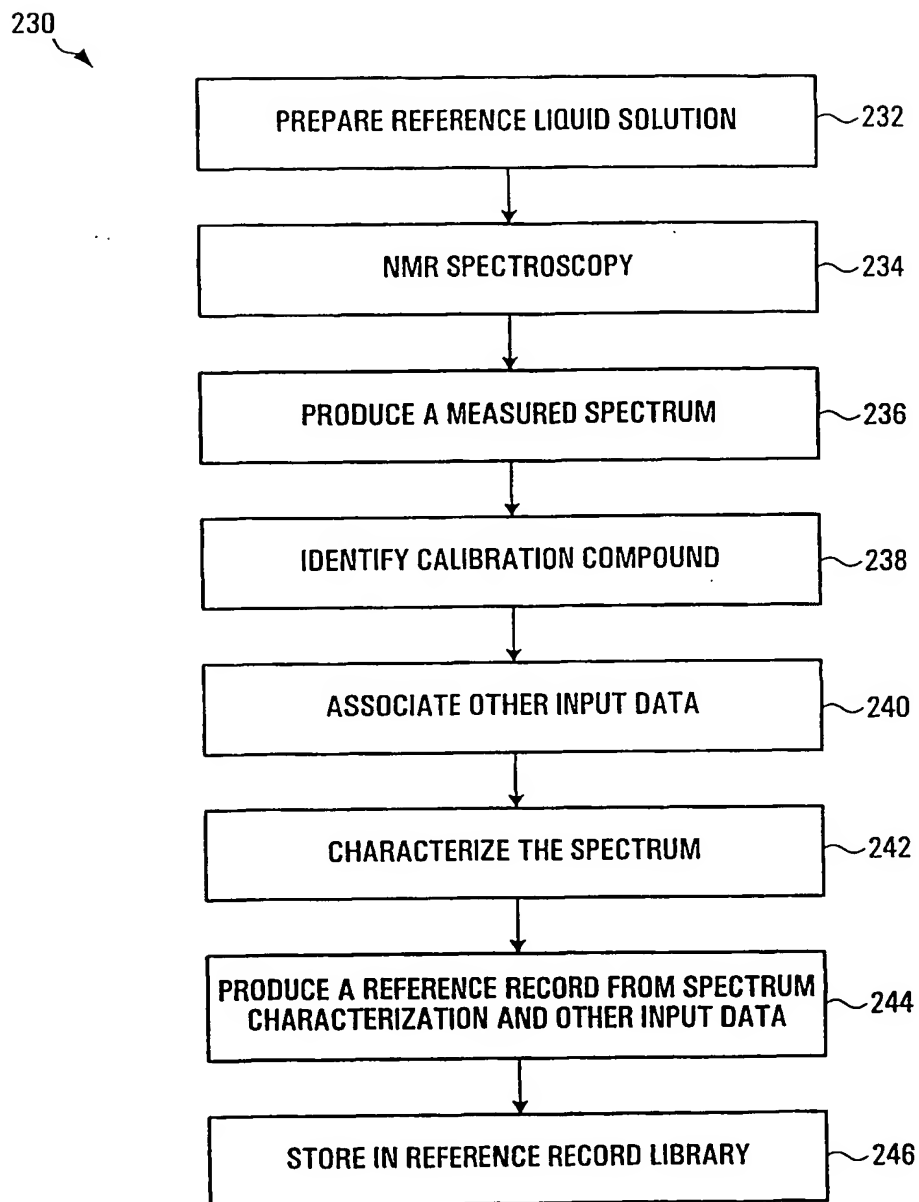 230
PREPARE REFERENCE LIQUID SOLUTION
232
NMR SPECTROSCOPY
234
PRODUCE A MEASURED SPECTRUM
236
IDENTIFY CALIBRATION COMPOUND
238
ASSOCIATE OTHER INPUT DATA
240
CHARACTERIZE THE SPECTRUM
242
PRODUCE A REFERENCE RECORD FROM SPECTRUM
CHARACTERIZATION AND OTHER INPUT DATA
244
STORE IN REFERENCE RECORD LIBRARY
246